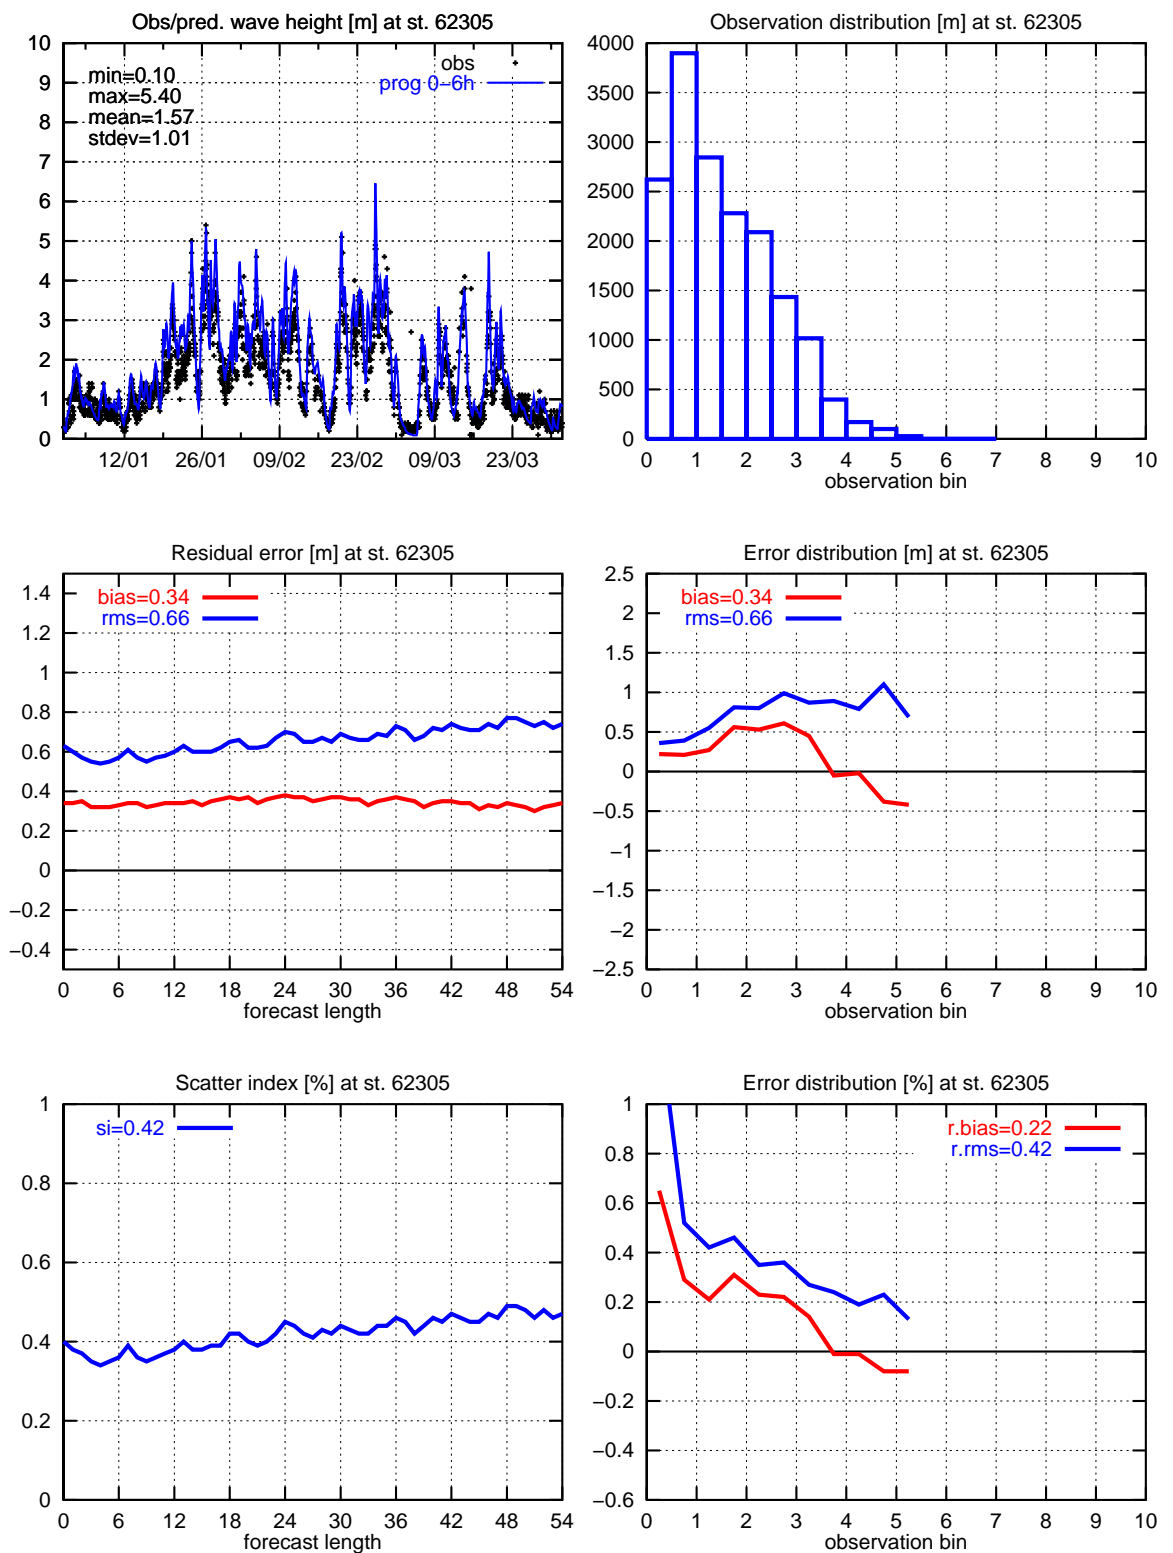 Obs/pred. wave height [m] at st. 62305
10
9
8
7
6
5
4
3
2
1
0
min=0.10
max=5.40
mean=1.57
stdev=1.01
obs
prog 0−6h
12/01 26/01 09/02 23/02 09/03 23/03
Observation distribution [m] at st. 62305
4000
3500
3000
2500
2000
1500
1000
500
0
0 1 2 3 4 5 6 7 8 9 10
observation bin
Residual error [m] at st. 62305
1.4
1.2
1
0.8
0.6
0.4
0.2
0
−0.2
−0.4
bias=0.34
rms=0.66
0 6 12 18 24 30 36 42 48 54
forecast length
Error distribution [m] at st. 62305
2.5
2
1.5
1
0.5
0
−0.5
−1
−1.5
−2
−2.5
bias=0.34
rms=0.66
0 1 2 3 4 5 6 7 8 9 10
observation bin
Scatter index [%] at st. 62305
1
0.8
0.6
0.4
0.2
0
si=0.42
0 6 12 18 24 30 36 42 48 54
forecast length
Error distribution [%] at st. 62305
1
0.8
0.6
0.4
0.2
0
−0.2
−0.4
−0.6
r.bias=0.22
r.rms=0.42
0 1 2 3 4 5 6 7 8 9 10
observation bin